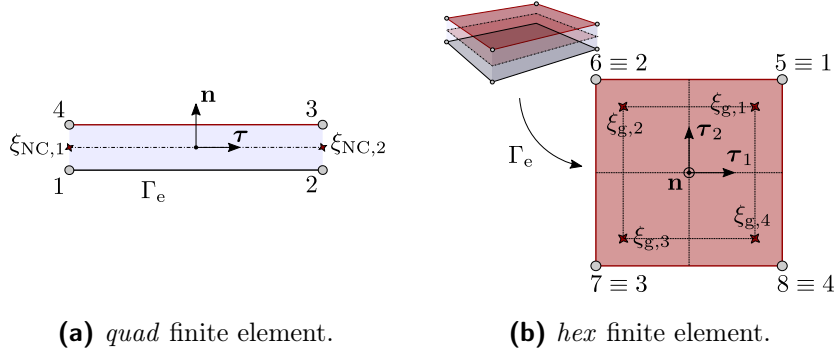 4
n
3
τ
ξNC,1
ξNC,2
1
Γe
2
6 ≡ 2
5 ≡ 1
ξg,2
ξg,1
τ2
τ1
n
Γe
ξg,3
ξg,4
7 ≡ 3
8 ≡ 4
(a) quad finite element.
(b) hex finite element.